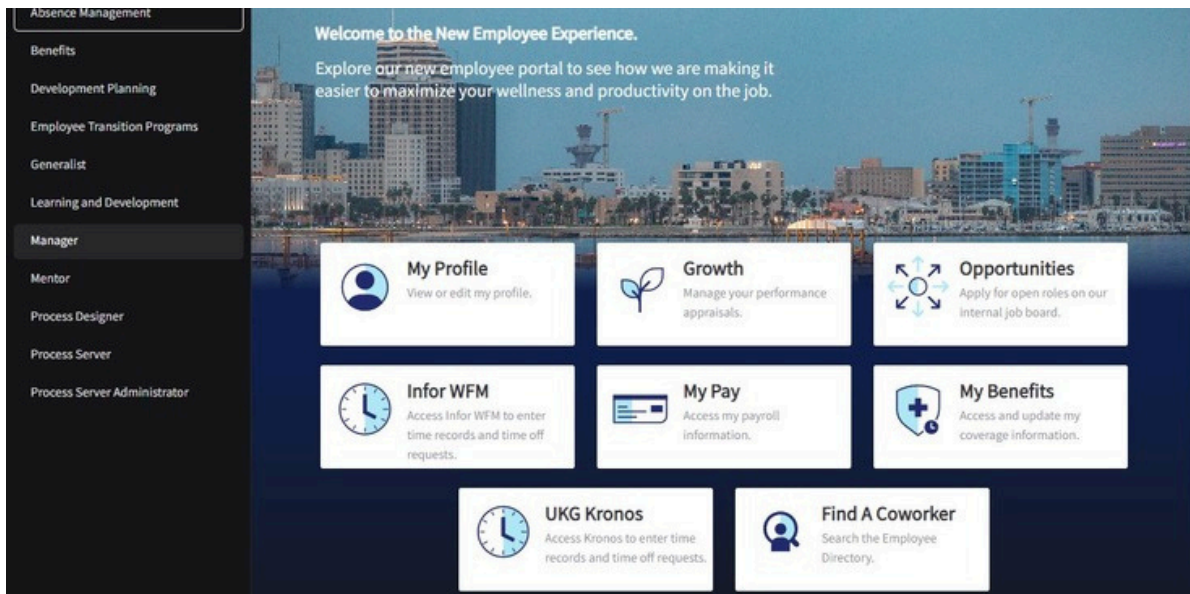 Absence Management
Benefits
Development Planning
Employee Transition Programs
Generalist
Learning and Development
Manager
Mentor
Process Designer
Process Server
Process Server Administrator
Welcome to the New Employee Experience.
Explore our new employee portal to see how we are making it
easier to maximize your wellness and productivity on the job.
My Profile
View or edit my profile.
Growth
Manage your performance
appraisals.
Opportunities
Apply for open roles on our
internal job board.
Infor WFM
Access Infor WFM to enter
time records and time off
requests.
My Pay
Access my payroll
information.
My Benefits
Access and update my
coverage information.
UKG Kronos
Access Kronos to enter time
records and time off requests.
Find A Coworker
Search the Employee
Directory.